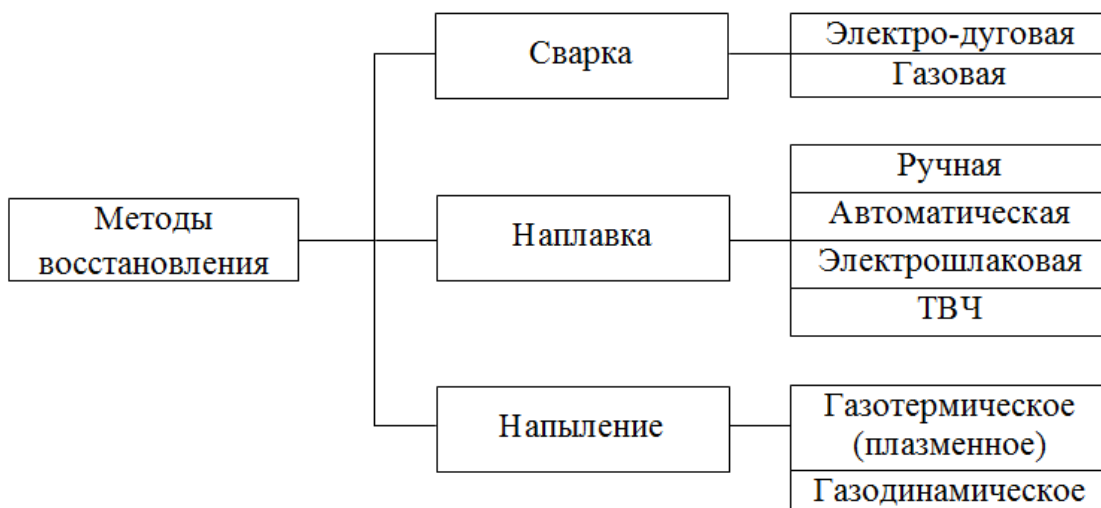 Методы
восстановления
Сварка
Электро-дуговая
Газовая
Наплавка
Ручная
Автоматическая
Электрошлаковая
ТВЧ
Напыление
Газотермическое
(плазменное)
Газодинамическое